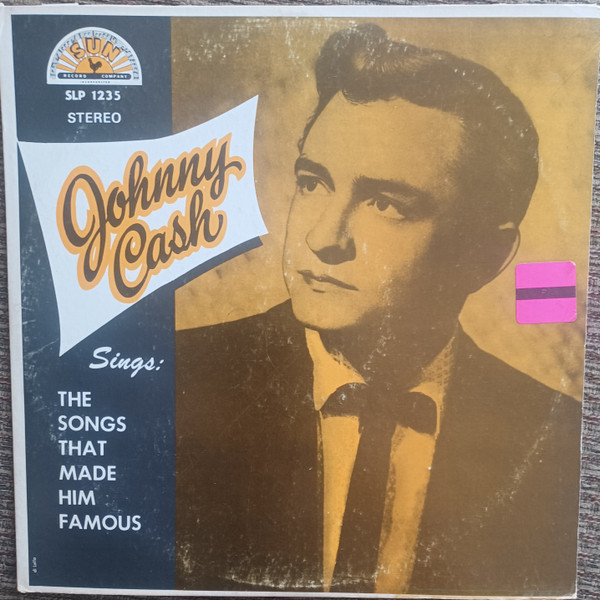 SUN
RECORD COMPANY
SLP 1235
STEREO
Johnny
Cash
Sings:
THE
SONGS
THAT
MADE
HIM
FAMOUS